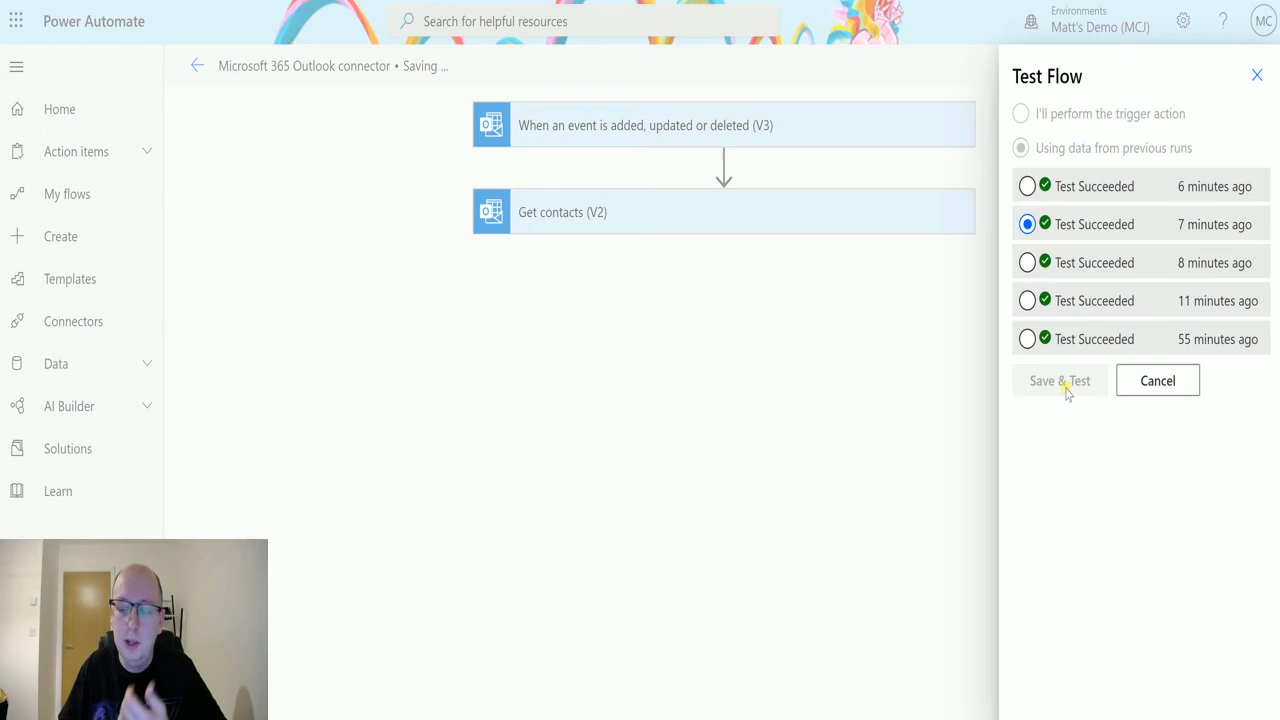 Power Automate
Search for helpful resources
Environments
Matt's Demo (MCJ)
MC
Microsoft 365 Outlook connector • Saving ...
Home
Action items
My flows
Create
Templates
Connectors
Data
AI Builder
Solutions
Learn
When an event is added, updated or deleted (V3)
Get contacts (V2)
Test Flow
I'll perform the trigger action
Using data from previous runs
Test Succeeded 6 minutes ago
Test Succeeded 7 minutes ago
Test Succeeded 8 minutes ago
Test Succeeded 11 minutes ago
Test Succeeded 55 minutes ago
Save & Test Cancel